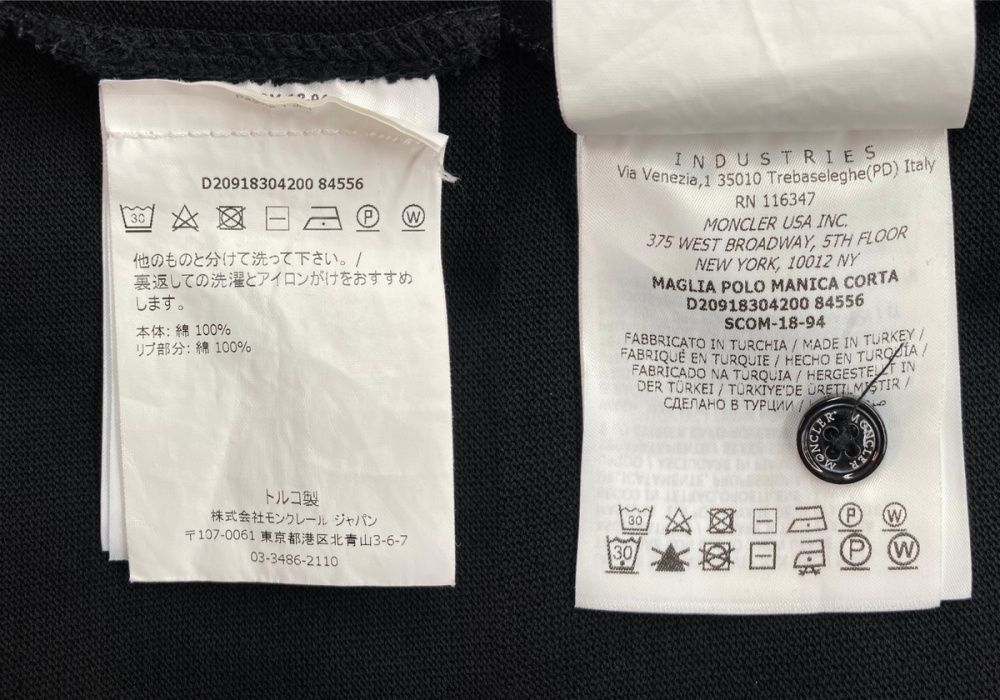 D20918304200 84556
30
P
W
他のものと分けて洗って下さい。/
裏返しての洗濯とアイロンがけをおすすめ
します。
本体: 綿 100%
リブ部分: 綿 100%
トルコ製
株式会社モンクレール ジャパン
〒107-0061 東京都港区北青山3-6-7
03-3486-2110
INDUSTRIES
Via Venezia,1 35010 Trebaseleghe(PD) Italy
RN 116347
MONCLER USA INC.
375 WEST BROADWAY, 5TH FLOOR
NEW YORK, 10012 NY
MAGLIA POLO MANICA CORTA
D20918304200 84556
SCOM-18-94
FABBRICATO IN TURCHIA / MADE IN TURKEY /
FABRIQUÉ EN TURQUIE / HECHO EN TURQUÍA /
FABRICADO NA TURQUIA / HERGESTELLT IN
DER TÜRKEI / TÜRKIYE'DE ÜRETILMIŞTIR /
СДЕЛАНО В ТУРЦИИ /
MONCLER MONCLER
30
P
W
30
P
W